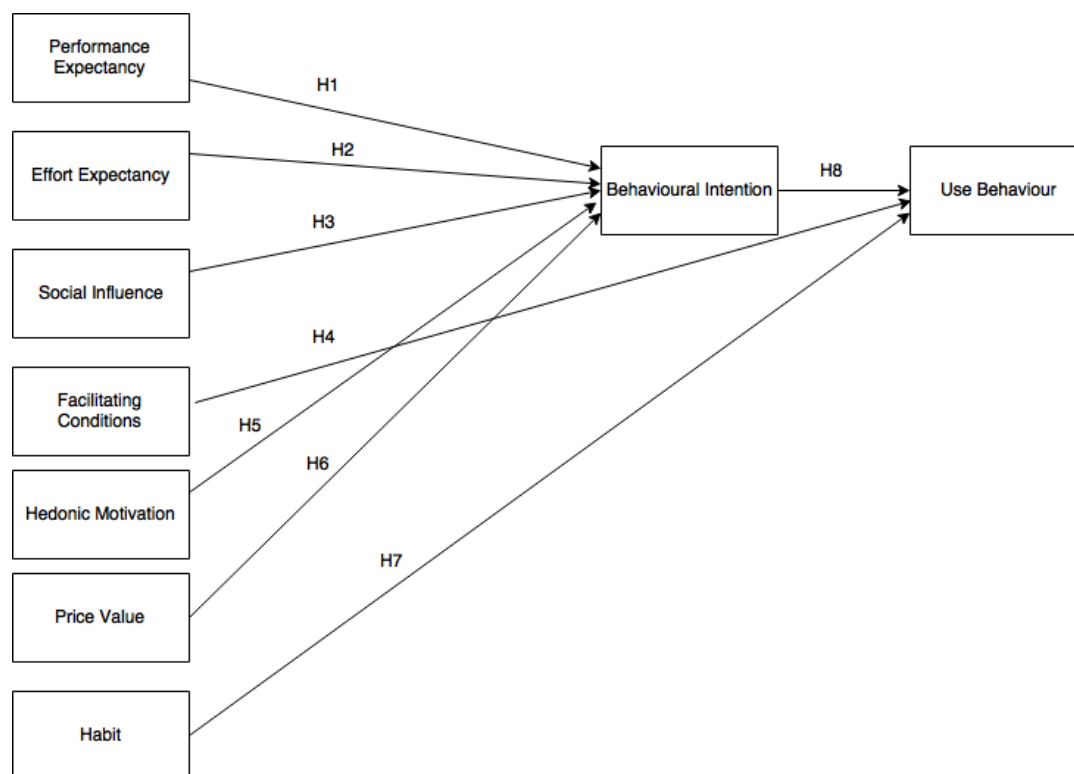 Performance
Expectancy
H1
Effort Expectancy
H2
Behavioural Intention
H8
Use Behaviour
Social Influence
H3
Facilitating
Conditions
H4
Hedonic Motivation
H5
Price Value
H6
Habit
H7